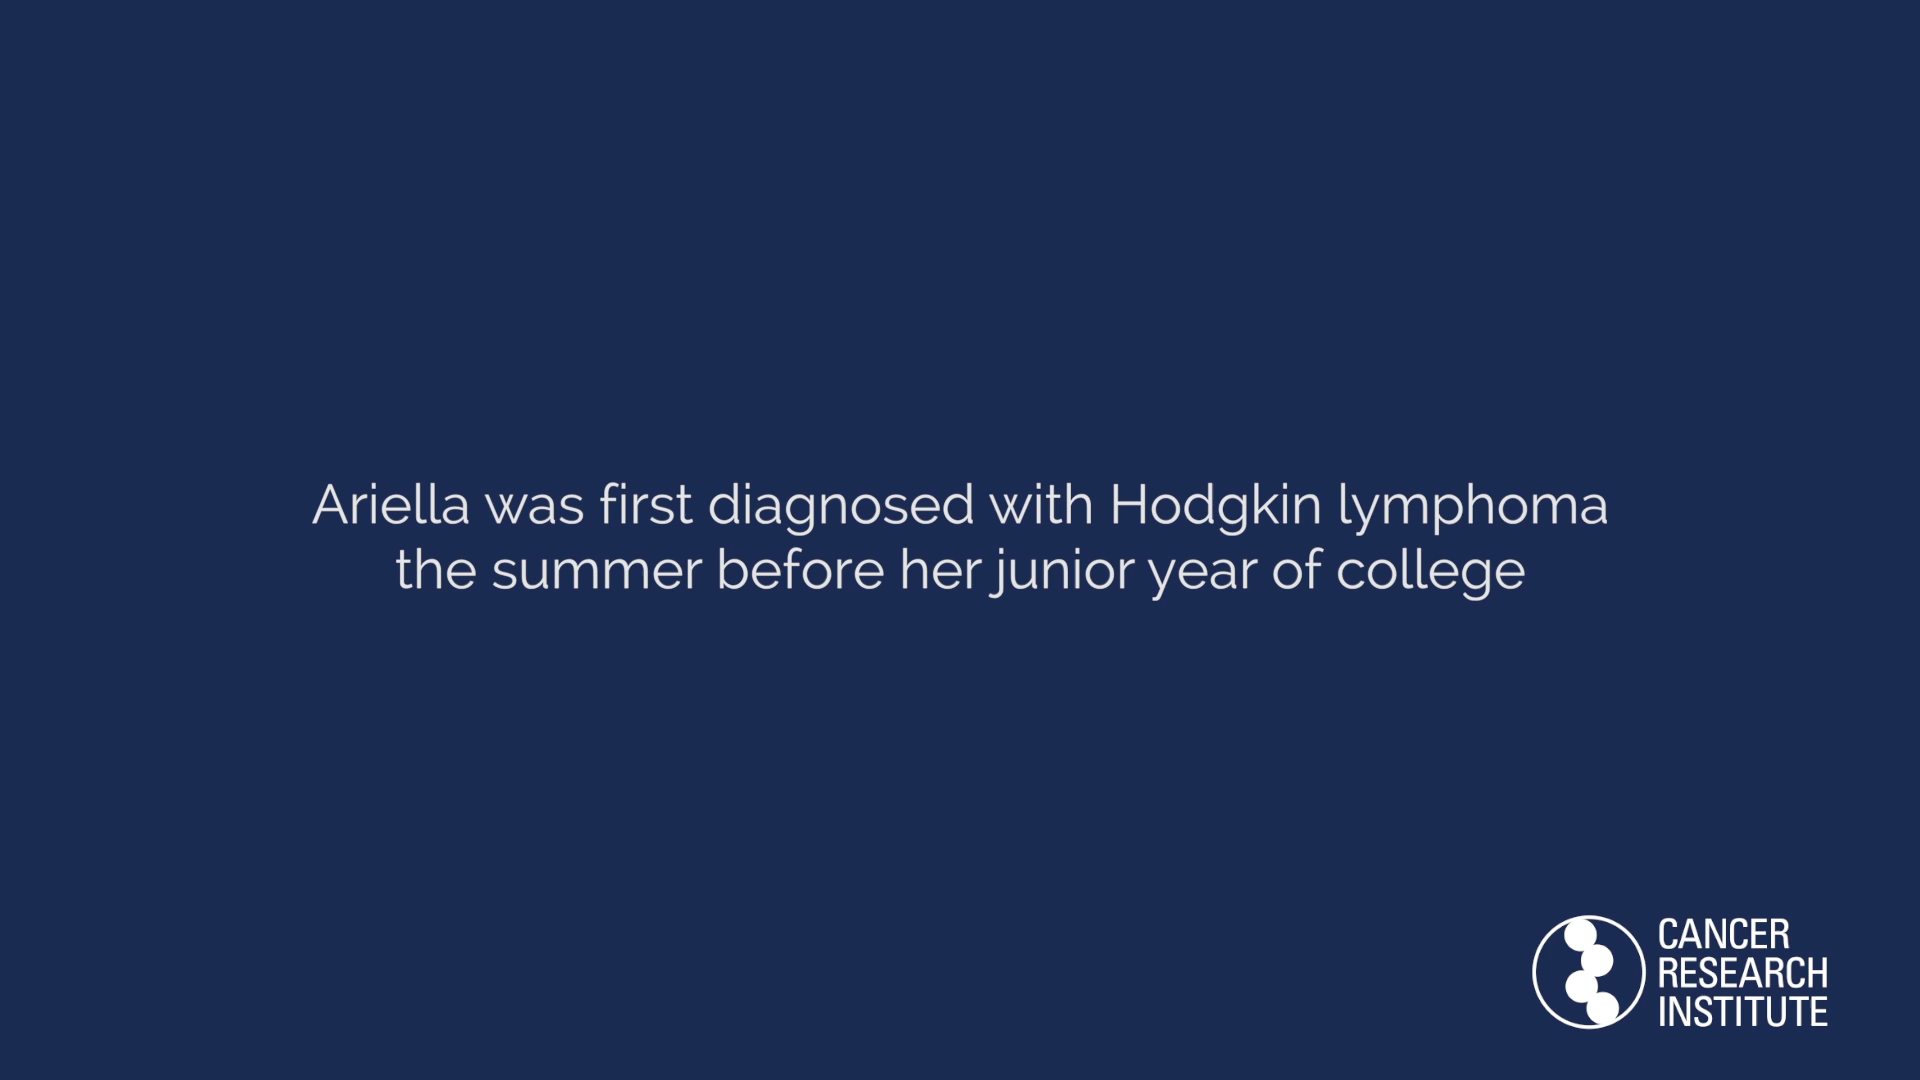 Ariella was first diagnosed with Hodgkin lymphoma
the summer before her junior year of college
CANCER
RESEARCH
INSTITUTE